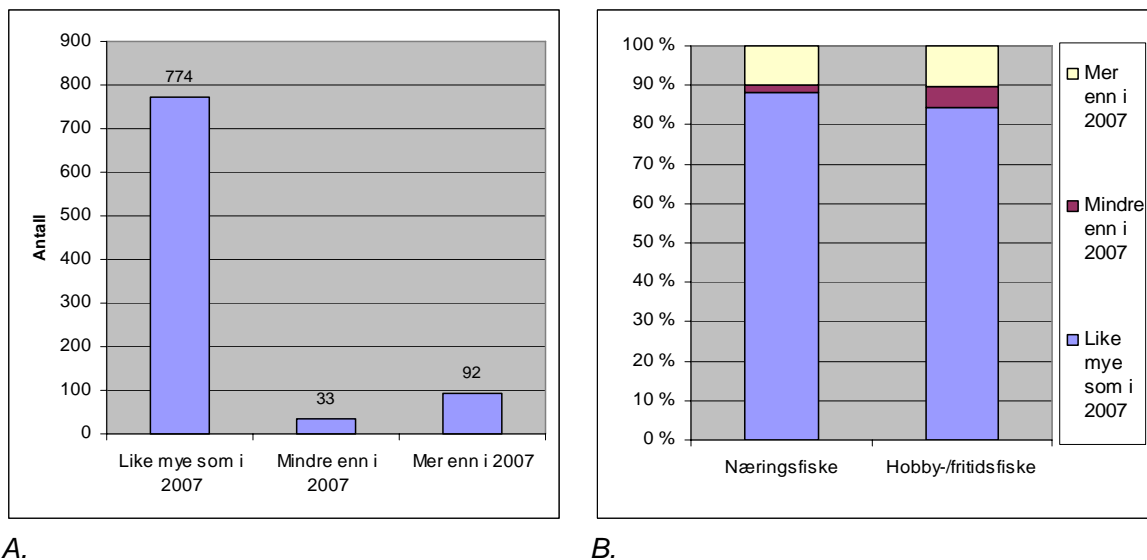 900
800
700
600
500
400
300
200
100
0
Antall
774
33
92
Like mye som i
2007
Mindre enn i
2007
Mer enn i 2007
A.
100 %
90 %
80 %
70 %
60 %
50 %
40 %
30 %
20 %
10 %
0 %
Næringsfiske
Hobby-/fritidsfiske
Mer
enn i
2007
Mindre
enn i
2007
Like
mye
som i
2007
B.